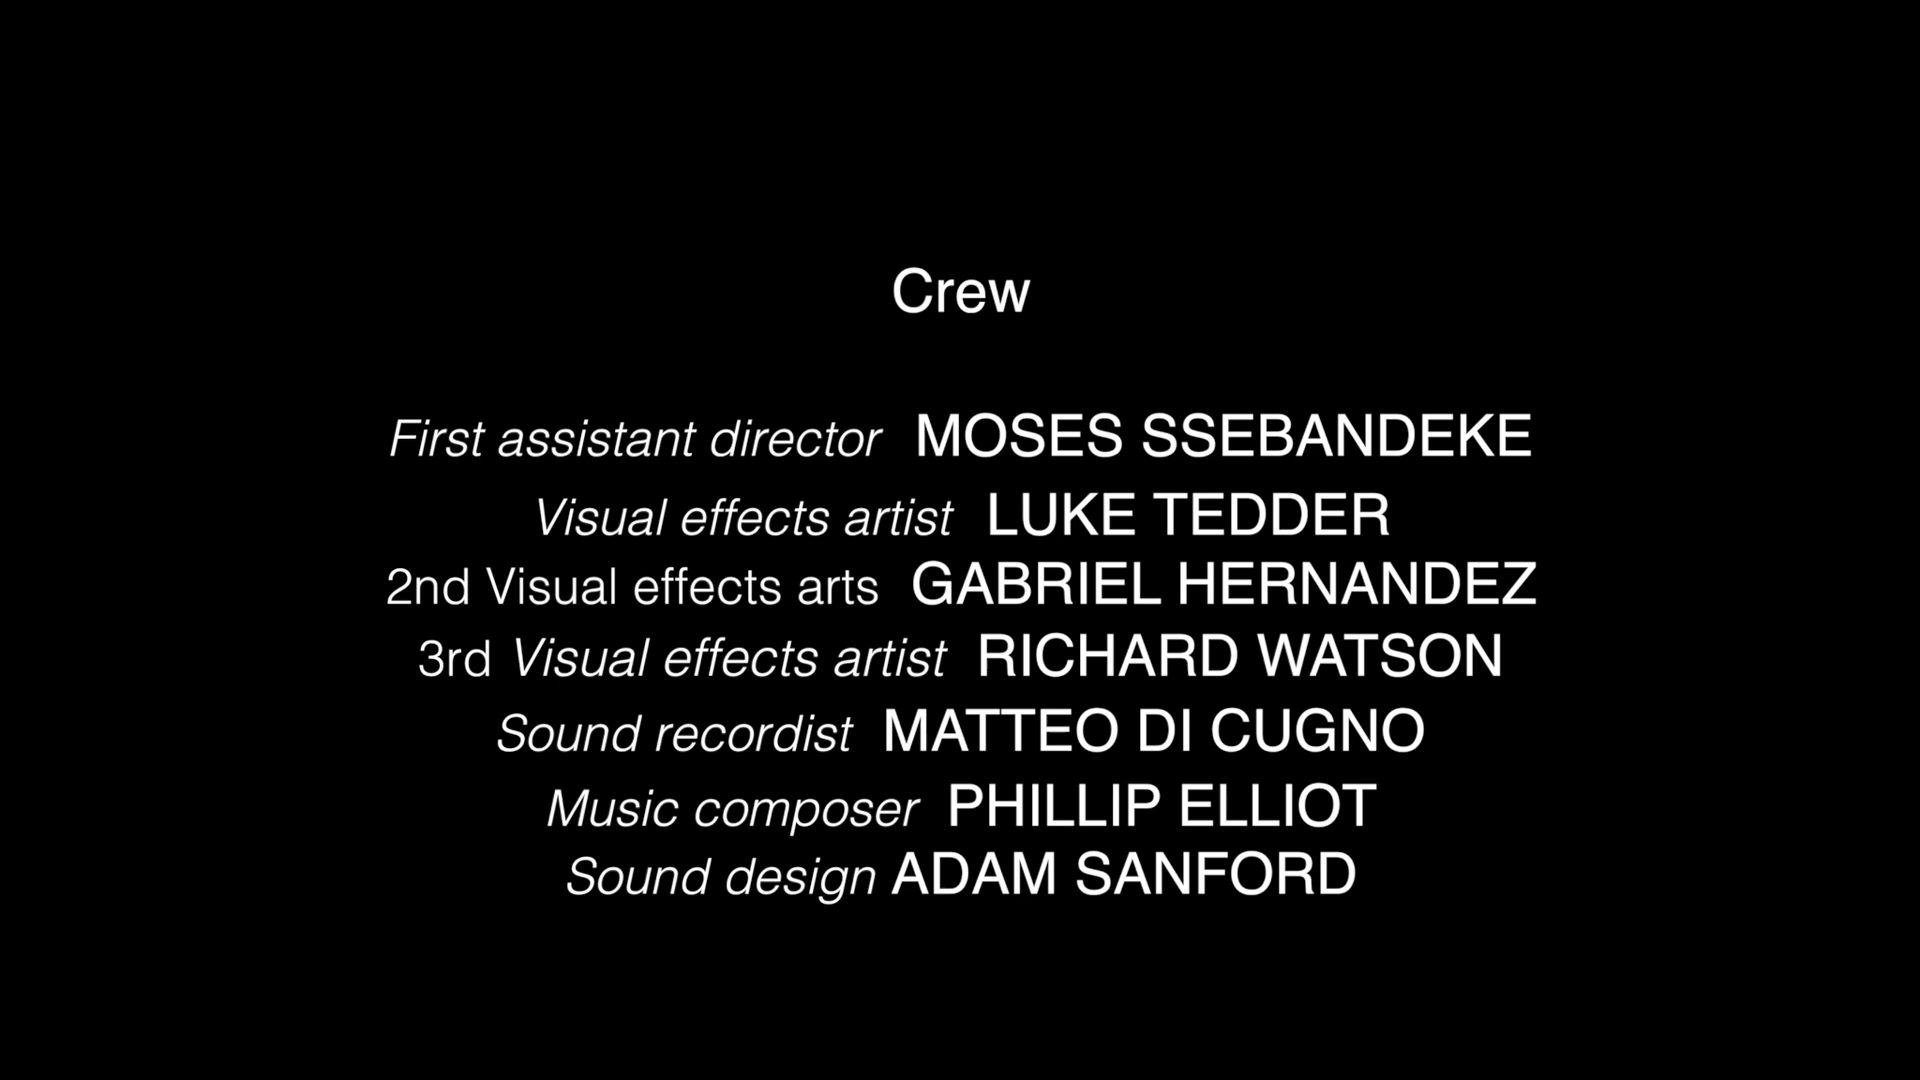 Crew
First assistant director MOSES SSEBANDEKE
Visual effects artist LUKE TEDDER
2nd Visual effects arts GABRIEL HERNANDEZ
3rd Visual effects artist RICHARD WATSON
Sound recordist MATTEO DI CUGNO
Music composer PHILLIP ELLIOT
Sound design ADAM SANFORD